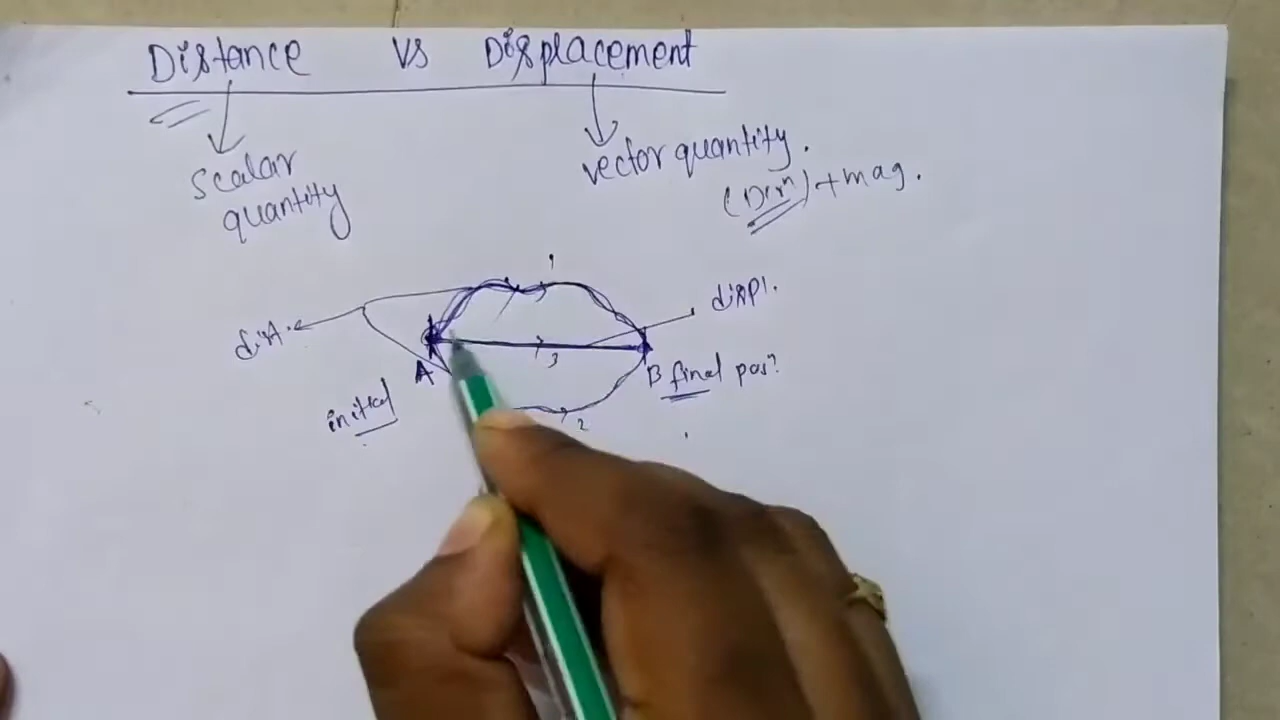 Distance vs Displacement
scalar
quantity
vector quantity.
(Dirⁿ) + mag.
1
displ.
dist.
3
A
B final posⁿ
initial
2